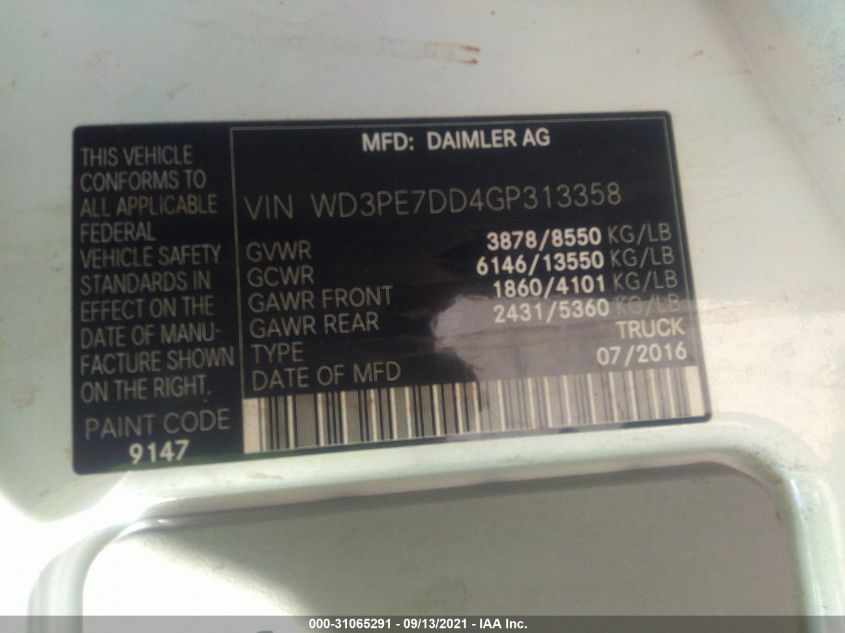 THIS VEHICLE
CONFORMS TO
ALL APPLICABLE
FEDERAL
VEHICLE SAFETY
STANDARDS IN
EFFECT ON THE
DATE OF MANU-
FACTURE SHOWN
ON THE RIGHT.
PAINT CODE
9147
MFD: DAIMLER AG
VIN WD3PE7DD4GP313358
GVWR 3878/8550 KG/LB
GCWR 6146/13550 KG/LB
GAWR FRONT 1860/4101 KG/LB
GAWR REAR 2431/5360 KG/LB
TYPE TRUCK
DATE OF MFD 07/2016
000-31065291 - 09/13/2021 - IAA Inc.